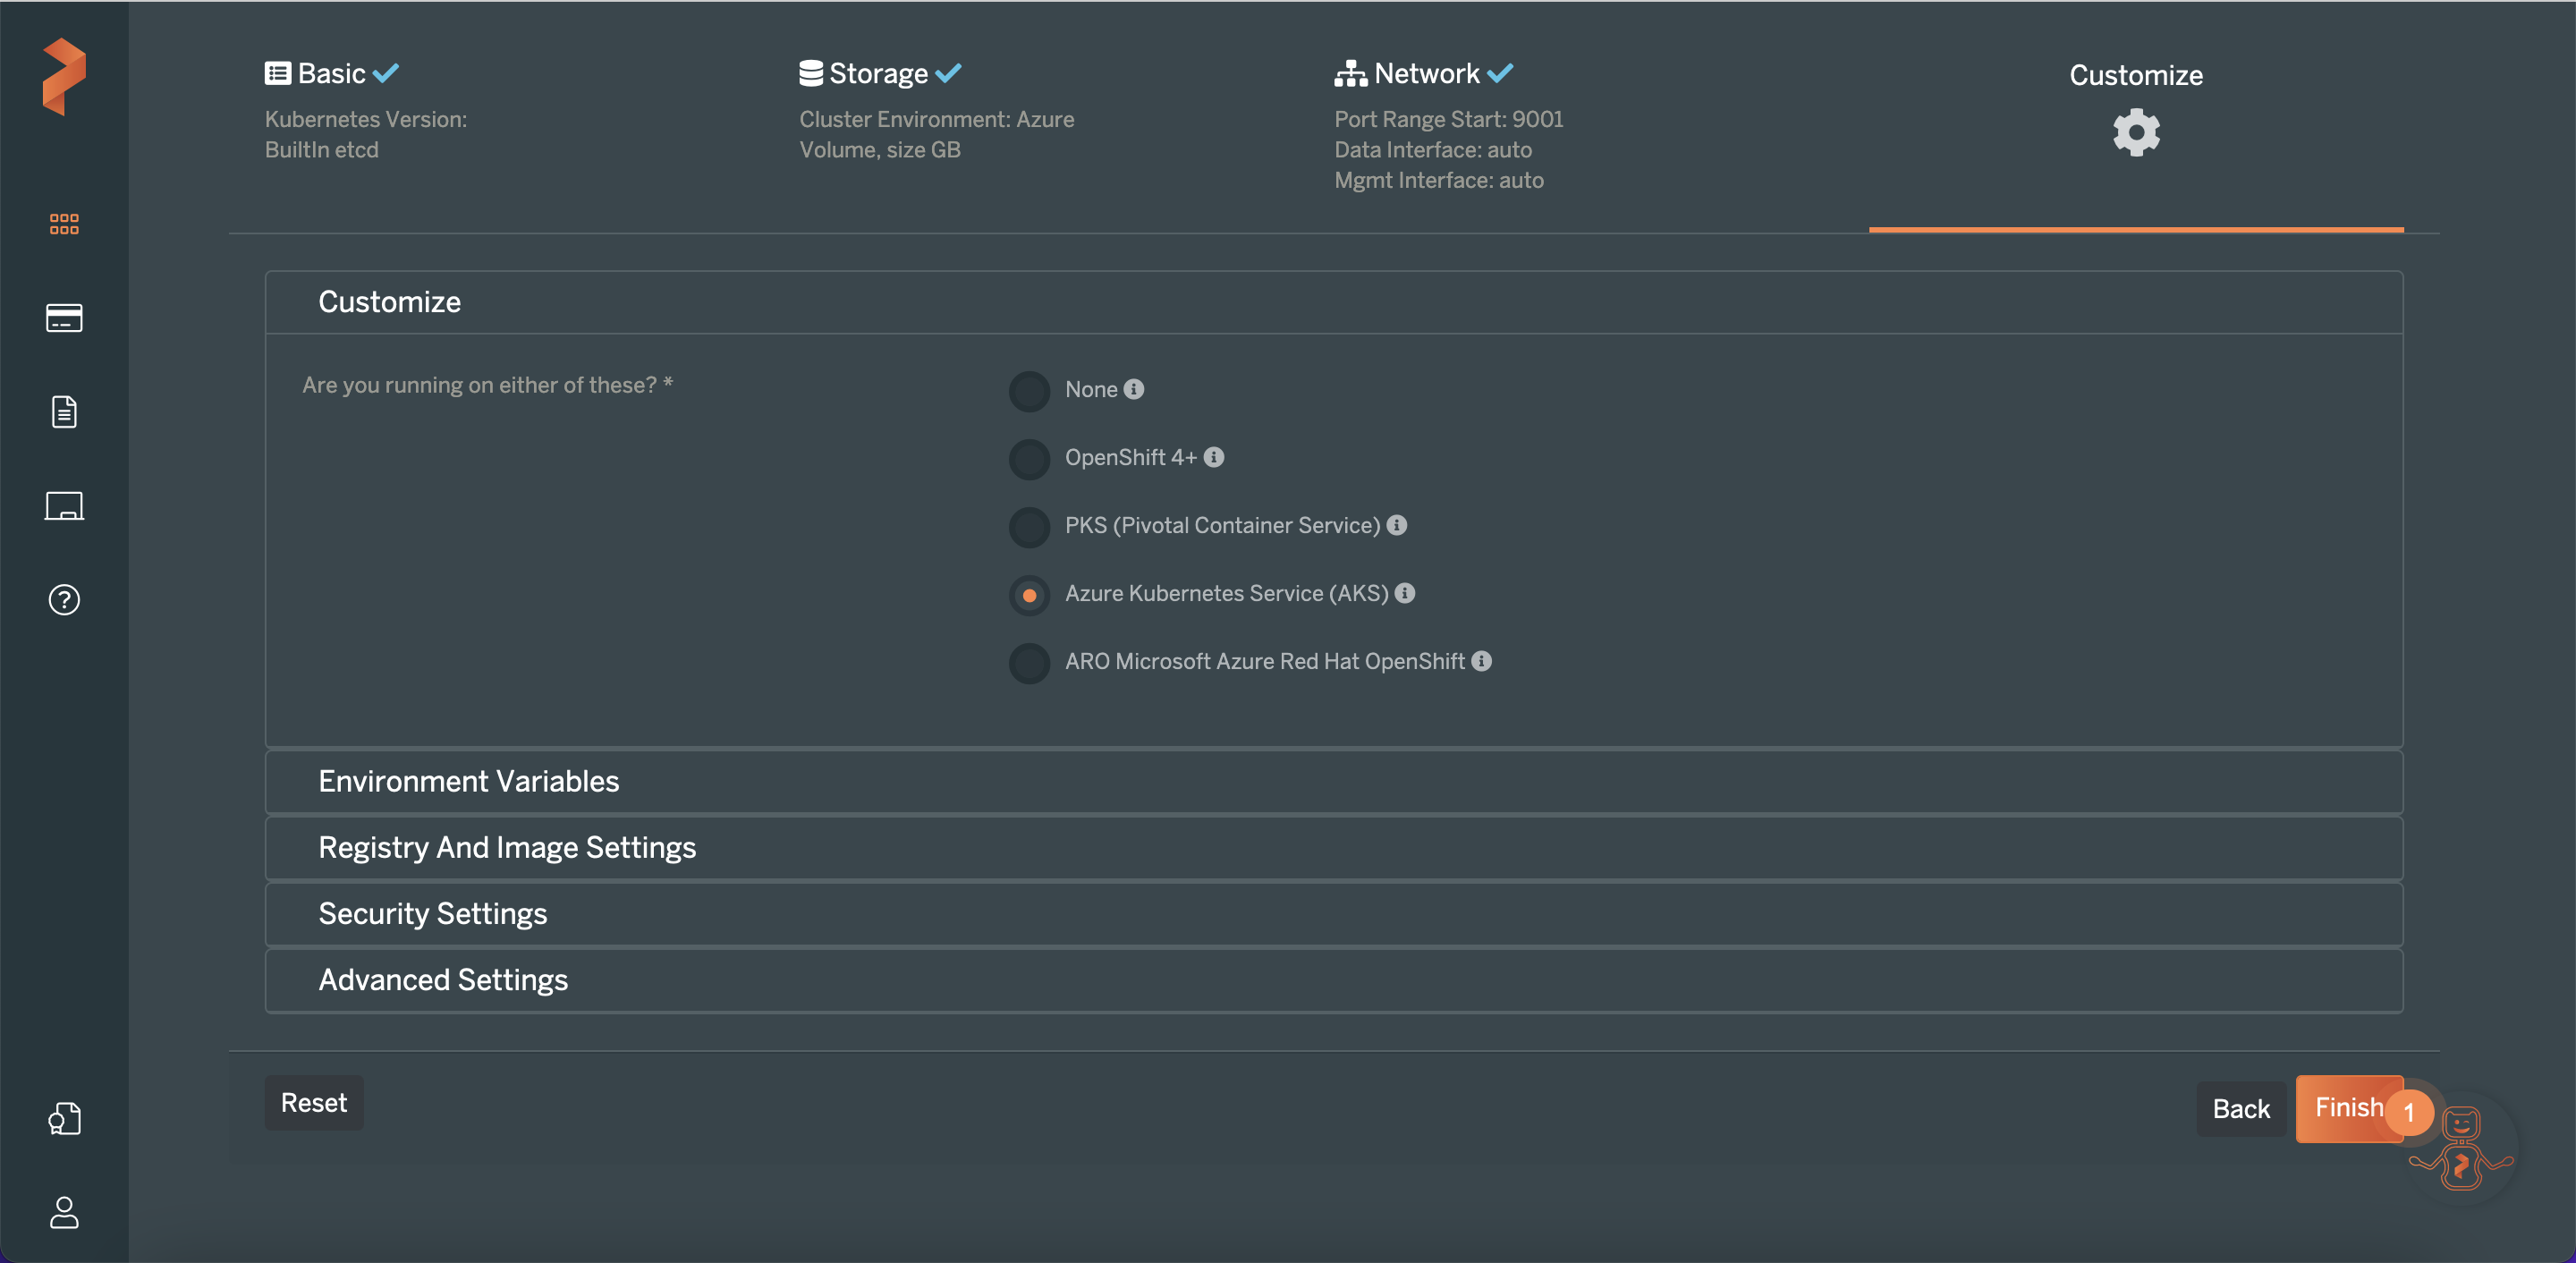 Basic
Kubernetes Version:
BuiltIn etcd
Storage
Cluster Environment: Azure
Volume, size GB
Network
Port Range Start: 9001
Data Interface: auto
Mgmt Interface: auto
Customize
Customize
Are you running on either of these? *
None
OpenShift 4+
PKS (Pivotal Container Service)
Azure Kubernetes Service (AKS)
ARO Microsoft Azure Red Hat OpenShift
Environment Variables
Registry And Image Settings
Security Settings
Advanced Settings
Reset
Back
Finish
1